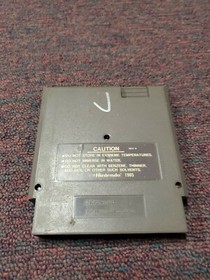 CAUTION
DO NOT STORE IN EXTREME TEMPERATURES.
DO NOT IMMERSE IN WATER.
DO NOT CLEAN WITH BENZENE, THINNER,
ALCOHOL OR OTHER SUCH SOLVENTS.
Nintendo 1985